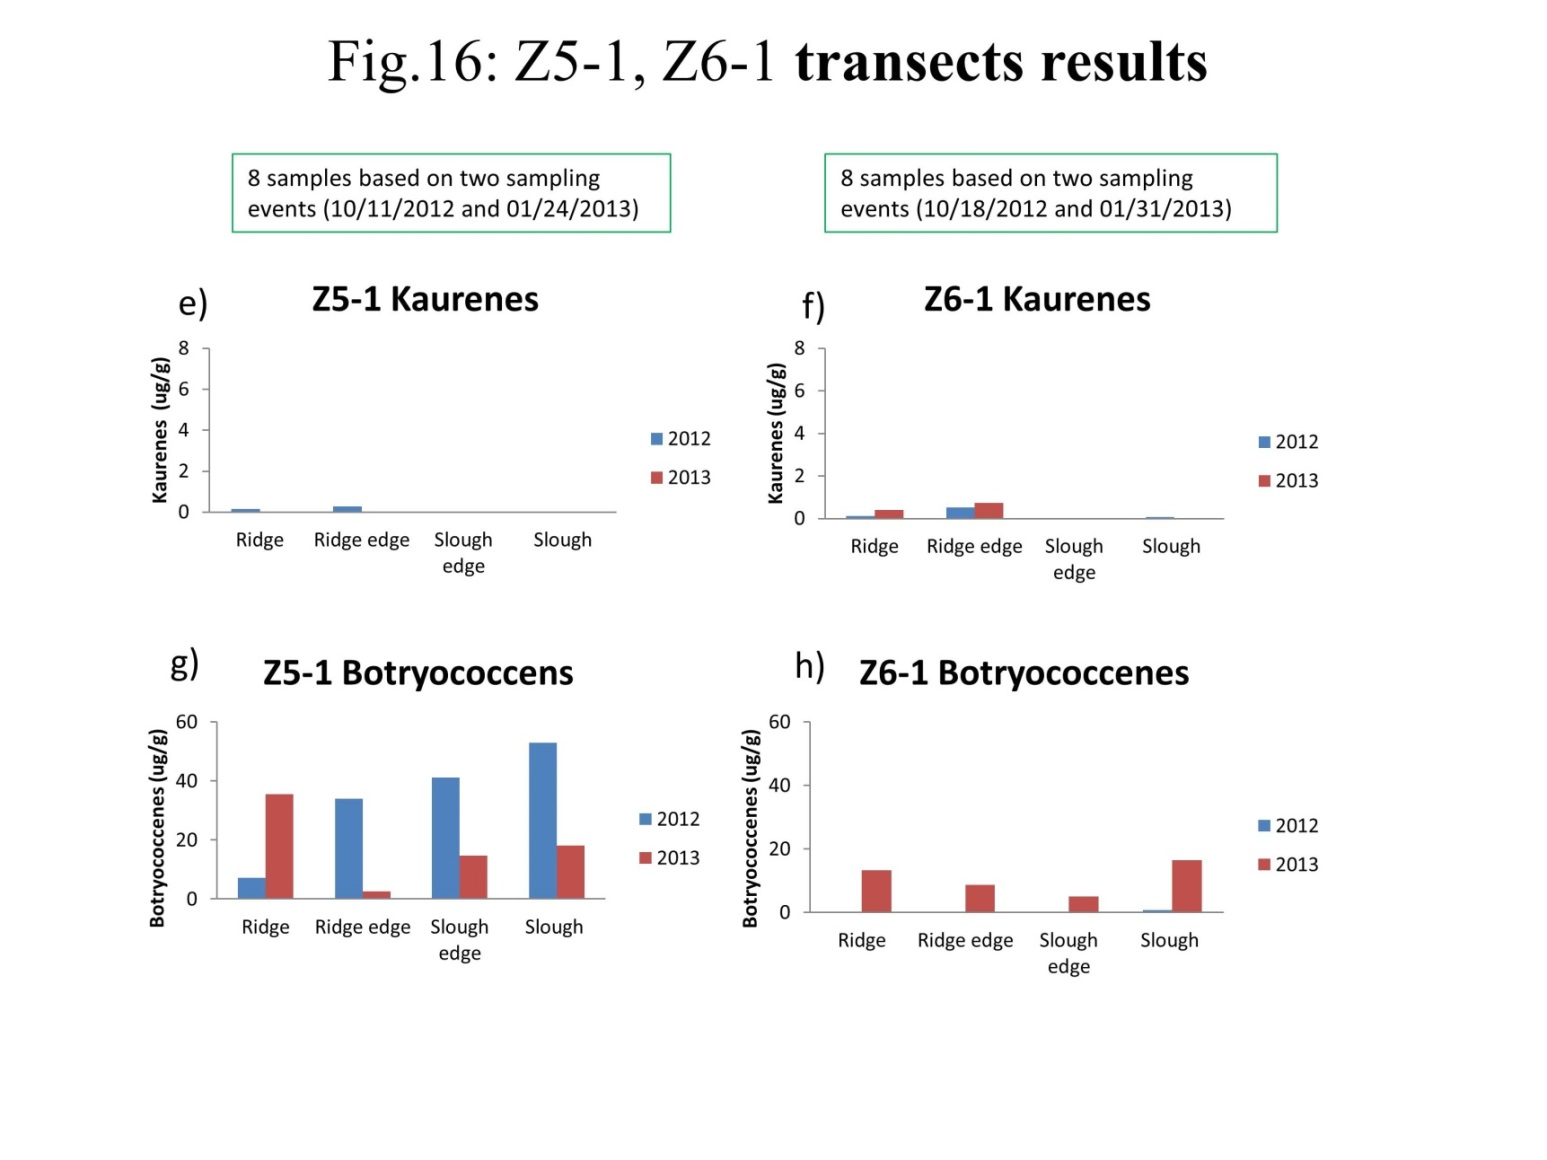 Fig.16: Z5-1, Z6-1 transects results
8 samples based on two sampling
events (10/11/2012 and 01/24/2013)
8 samples based on two sampling
events (10/18/2012 and 01/31/2013)
e)
Z5-1 Kaurenes
Kaurenes (ug/g)
8
6
4
2
0
Ridge
Ridge edge
Slough
edge
Slough
2012
2013
f)
Z6-1 Kaurenes
Kaurenes (ug/g)
8
6
4
2
0
Ridge
Ridge edge
Slough
edge
Slough
2012
2013
g)
Z5-1 Botryococcens
Botryococcenes (ug/g)
60
40
20
0
Ridge
Ridge edge
Slough
edge
Slough
2012
2013
h)
Z6-1 Botryococcenes
Botryococcenes (ug/g)
60
40
20
0
Ridge
Ridge edge
Slough
edge
Slough
2012
2013